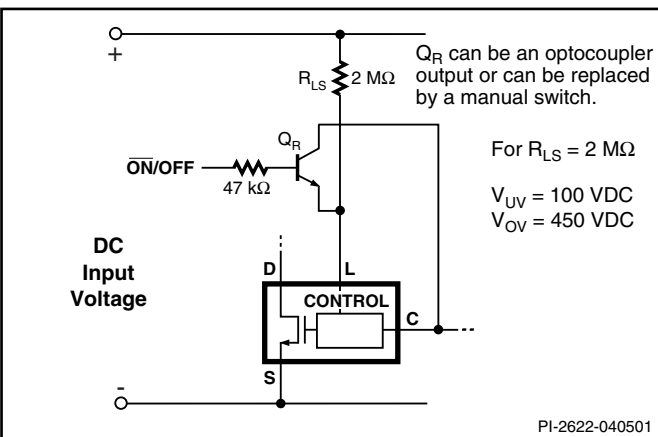 +
R_LS
2 MΩ
Q_R can be an optocoupler
output or can be replaced
by a manual switch.
Q_R
For R_LS = 2 MΩ
O̅N̅/OFF
47 kΩ
V_UV = 100 VDC
V_OV = 450 VDC
DC
Input
Voltage
D
L
CONTROL
C
S
-
PI-2622-040501